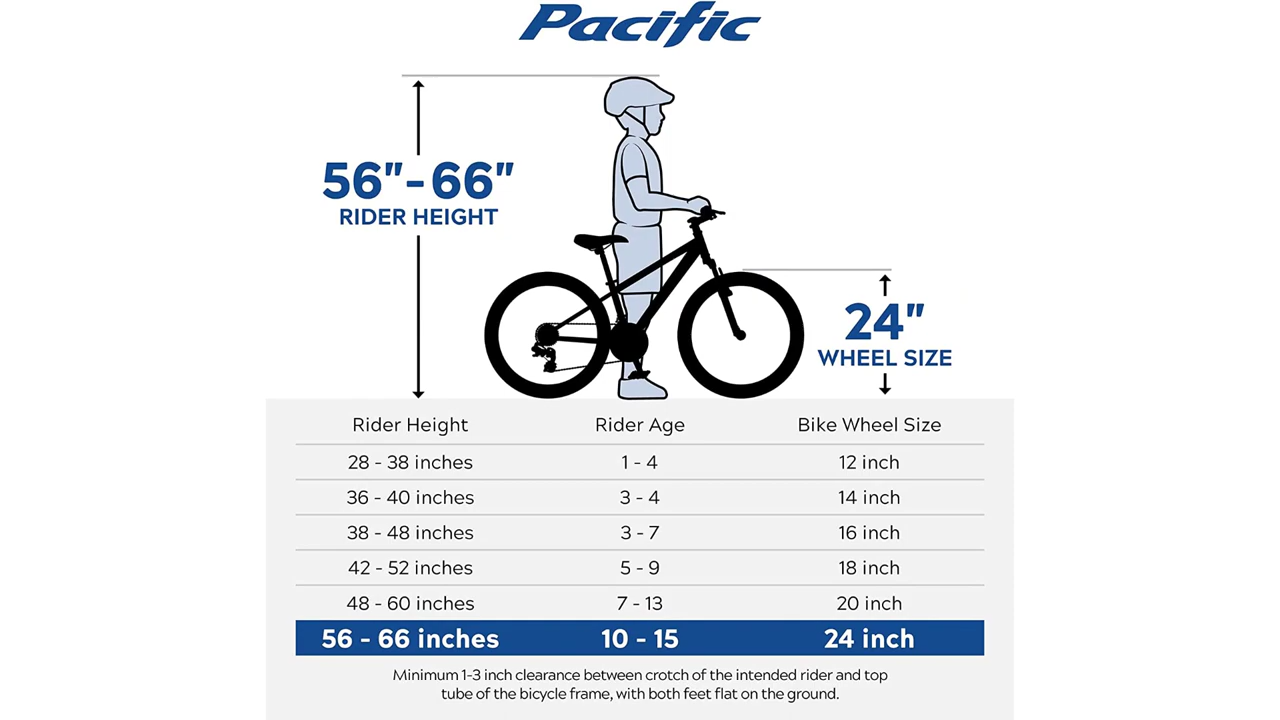 Pacific
56"-66"
RIDER HEIGHT
24"
WHEEL SIZE
Rider Height Rider Age Bike Wheel Size
28 - 38 inches 1 - 4 12 inch
36 - 40 inches 3 - 4 14 inch
38 - 48 inches 3 - 7 16 inch
42 - 52 inches 5 - 9 18 inch
48 - 60 inches 7 - 13 20 inch
56 - 66 inches 10 - 15 24 inch
Minimum 1-3 inch clearance between crotch of the intended rider and top
tube of the bicycle frame, with both feet flat on the ground.